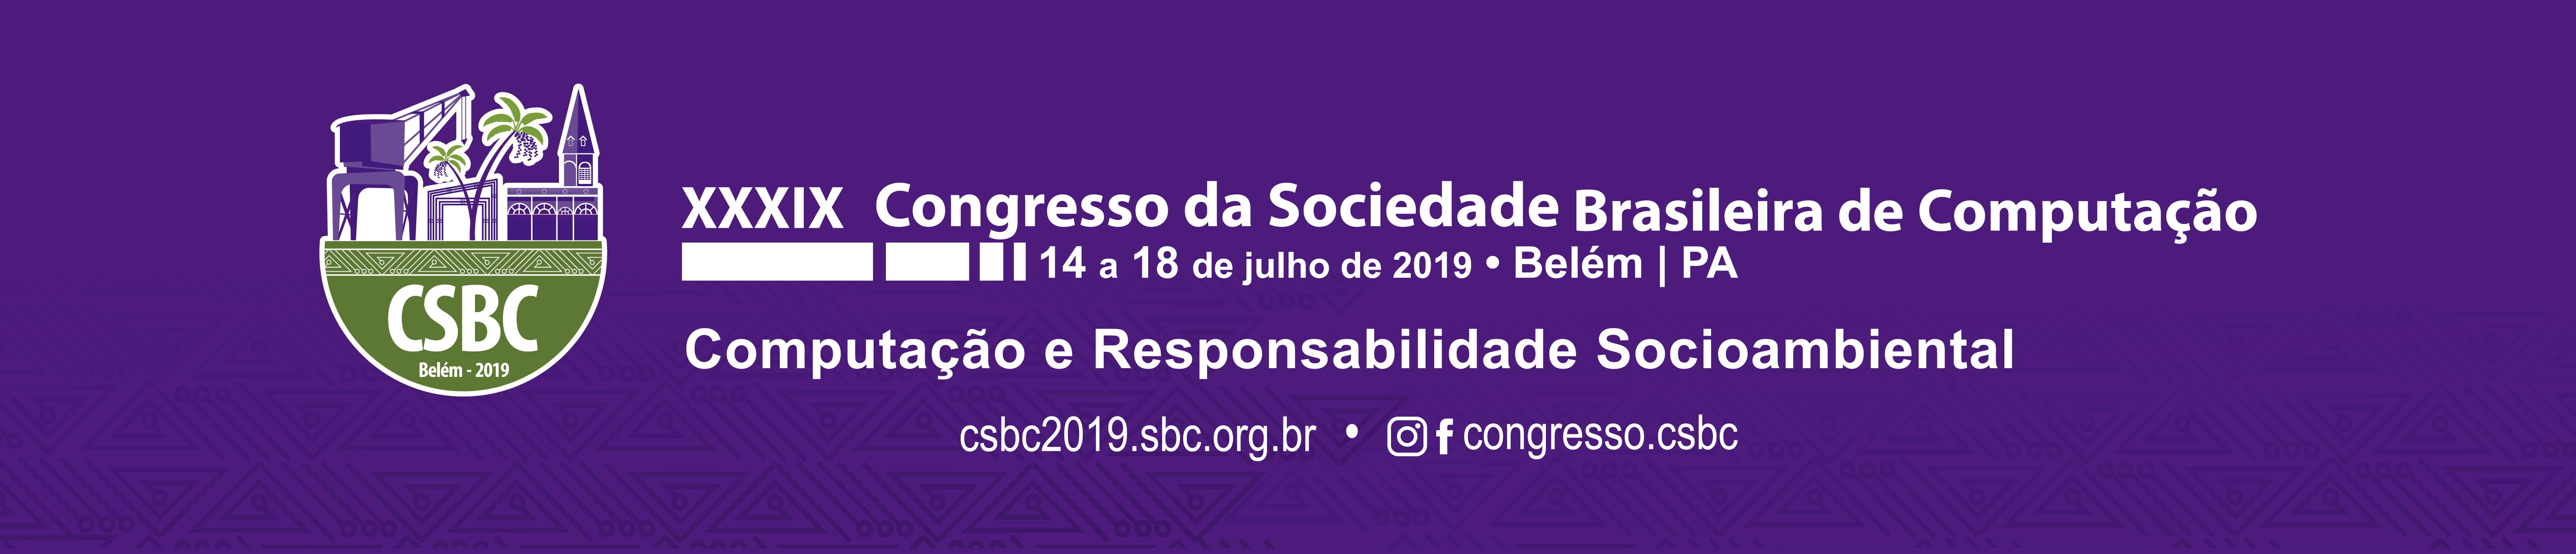 CSBC
Belém - 2019
XXXIX Congresso da Sociedade Brasileira de Computação
14 a 18 de julho de 2019 • Belém | PA
Computação e Responsabilidade Socioambiental
csbc2019.sbc.org.br • congresso.csbc